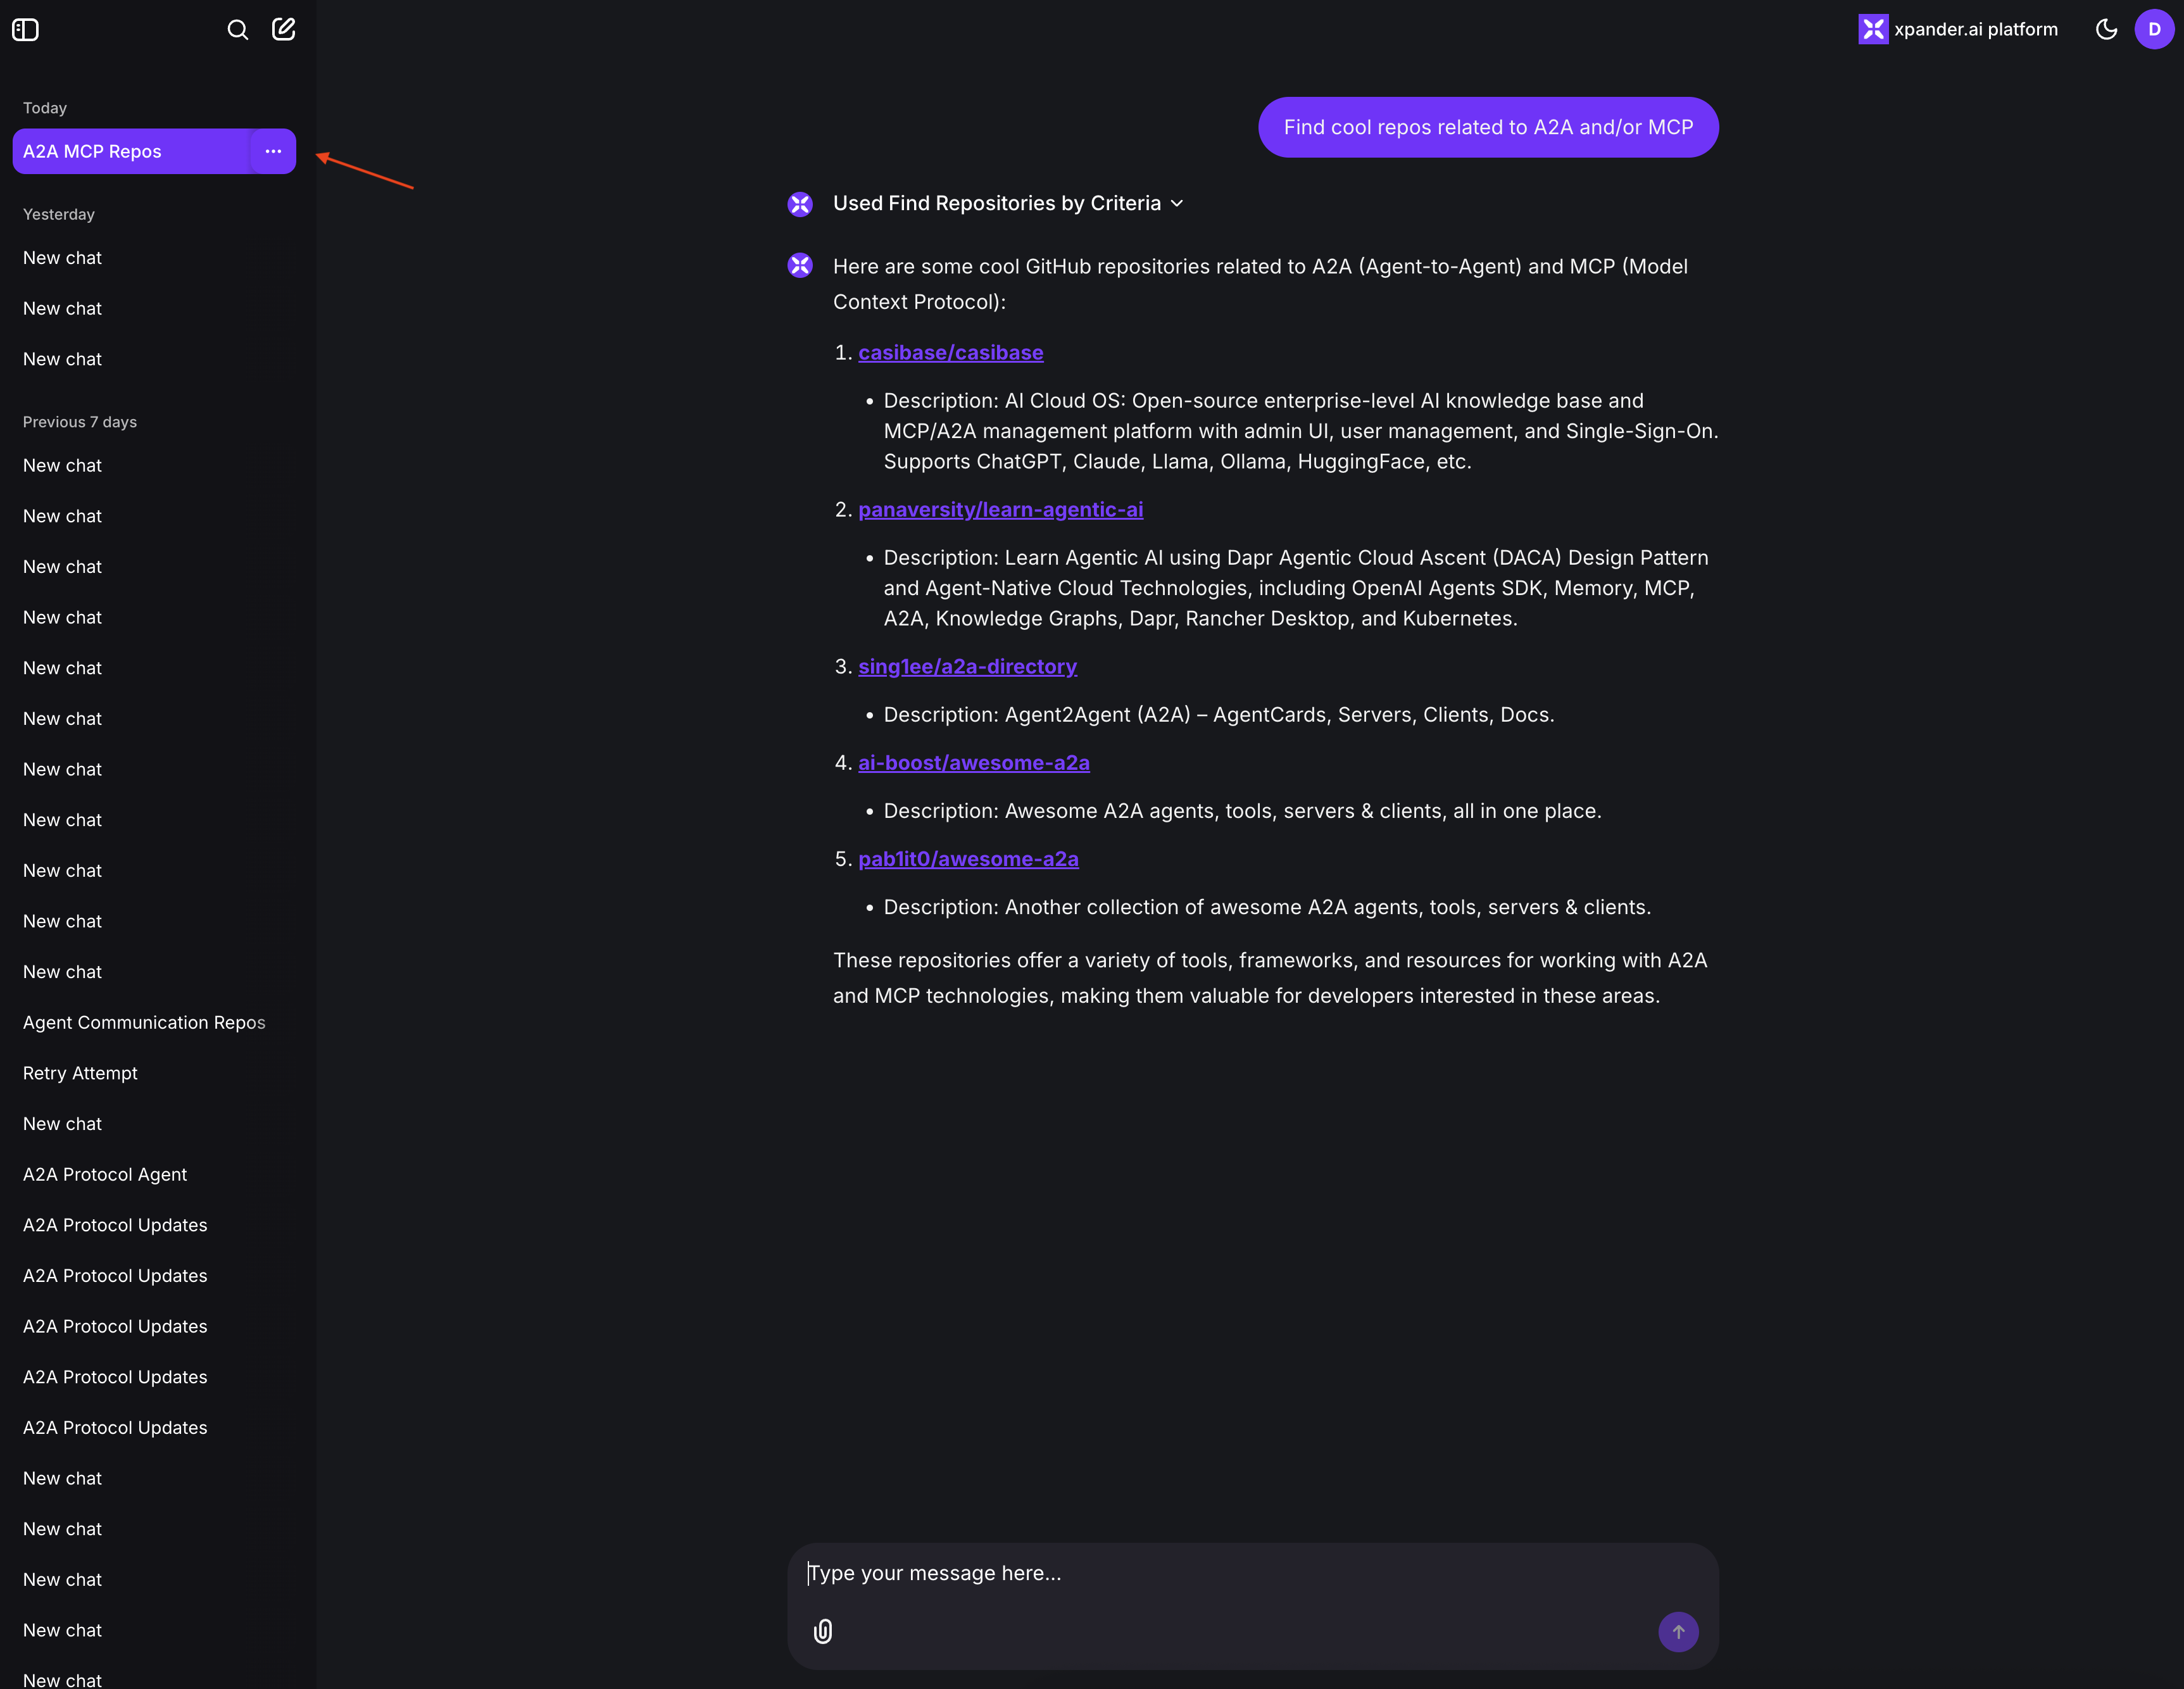 xpander.ai platform
D
Today
A2A MCP Repos
Yesterday
New chat
New chat
New chat
Previous 7 days
New chat
New chat
New chat
New chat
New chat
New chat
New chat
New chat
New chat
New chat
New chat
Agent Communication Repos
Retry Attempt
New chat
A2A Protocol Agent
A2A Protocol Updates
A2A Protocol Updates
A2A Protocol Updates
A2A Protocol Updates
A2A Protocol Updates
New chat
New chat
New chat
New chat
New chat
Find cool repos related to A2A and/or MCP
Used Find Repositories by Criteria
Here are some cool GitHub repositories related to A2A (Agent-to-Agent) and MCP (Model
Context Protocol):
1. casibase/casibase
• Description: AI Cloud OS: Open-source enterprise-level AI knowledge base and
MCP/A2A management platform with admin UI, user management, and Single-Sign-On.
Supports ChatGPT, Claude, Llama, Ollama, HuggingFace, etc.
2. panaversity/learn-agentic-ai
• Description: Learn Agentic AI using Dapr Agentic Cloud Ascent (DACA) Design Pattern
and Agent-Native Cloud Technologies, including OpenAI Agents SDK, Memory, MCP,
A2A, Knowledge Graphs, Dapr, Rancher Desktop, and Kubernetes.
3. sing1ee/a2a-directory
• Description: Agent2Agent (A2A) – AgentCards, Servers, Clients, Docs.
4. ai-boost/awesome-a2a
• Description: Awesome A2A agents, tools, servers & clients, all in one place.
5. pab1it0/awesome-a2a
• Description: Another collection of awesome A2A agents, tools, servers & clients.
These repositories offer a variety of tools, frameworks, and resources for working with A2A
and MCP technologies, making them valuable for developers interested in these areas.
Type your message here...